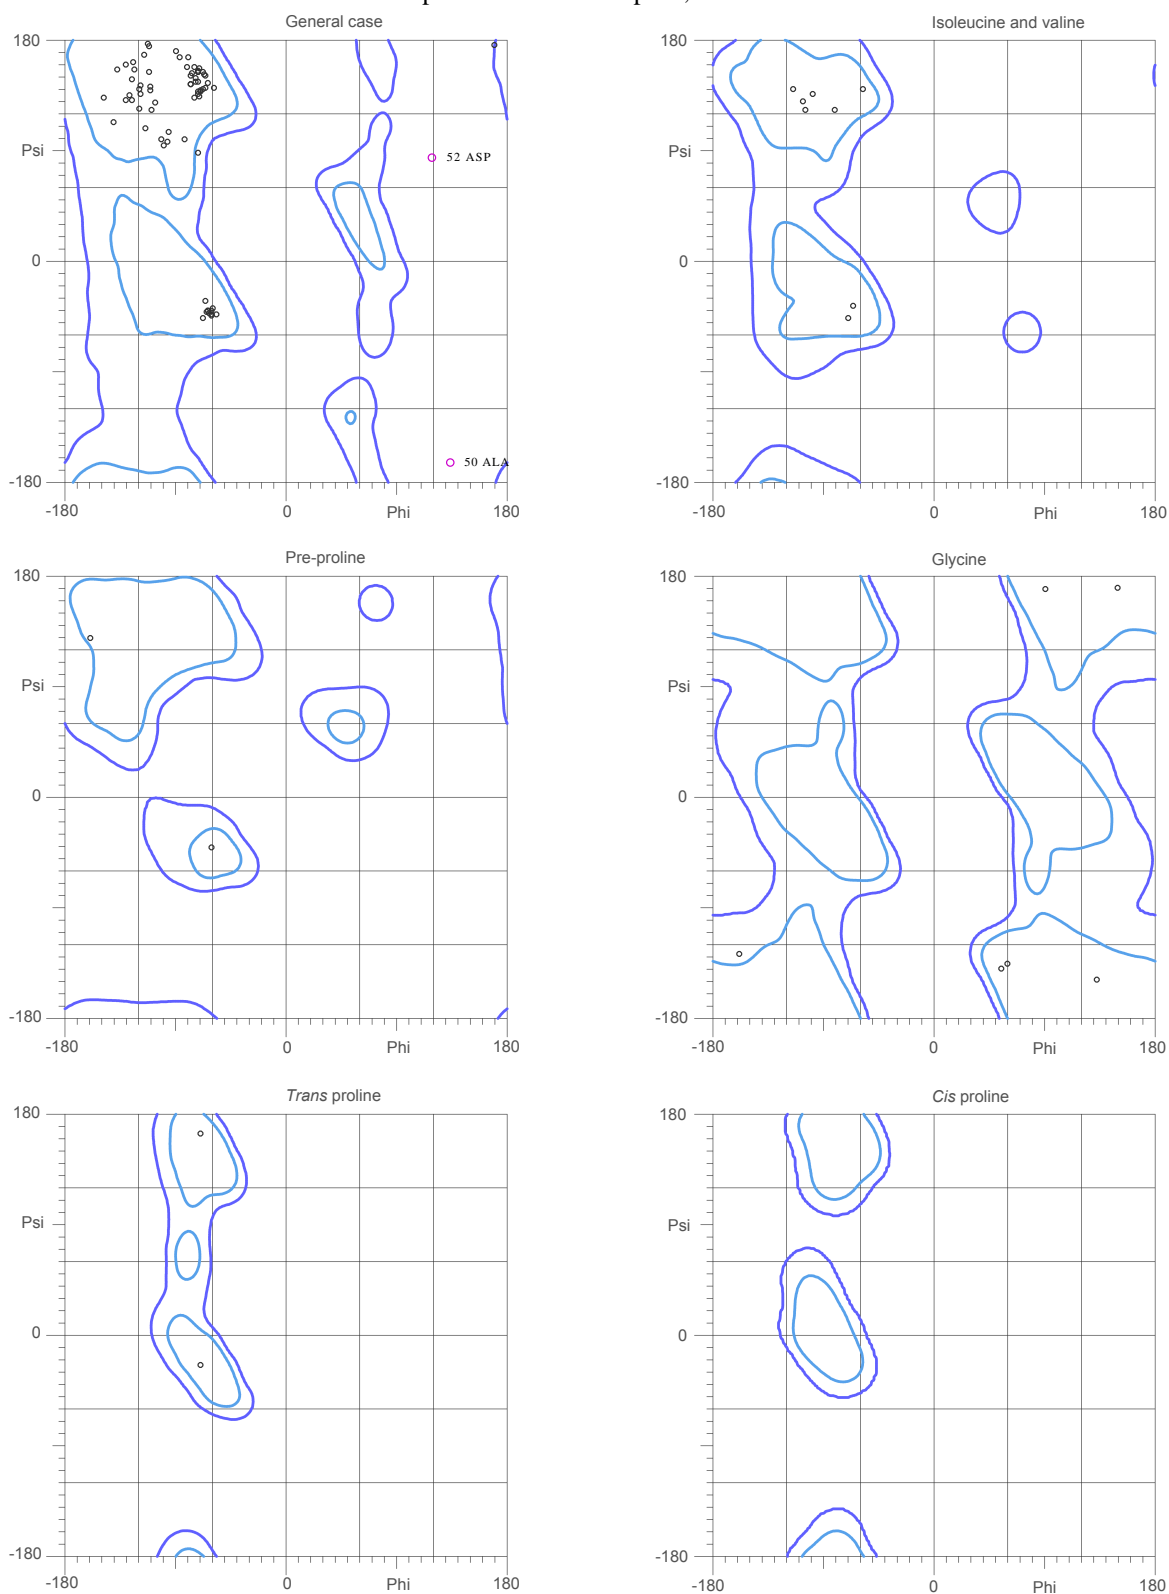 General case
Isoleucine and valine
180
180
Psi
52 ASP
Psi
0
0
50 ALA
-180
-180
-180
0
Phi
180
-180
0
Phi
180
Pre-proline
Glycine
180
180
Psi
Psi
0
0
-180
-180
-180
0
Phi
180
-180
0
Phi
180
Trans proline
Cis proline
180
180
Psi
Psi
0
0
-180
-180
-180
0
Phi
180
-180
0
Phi
180